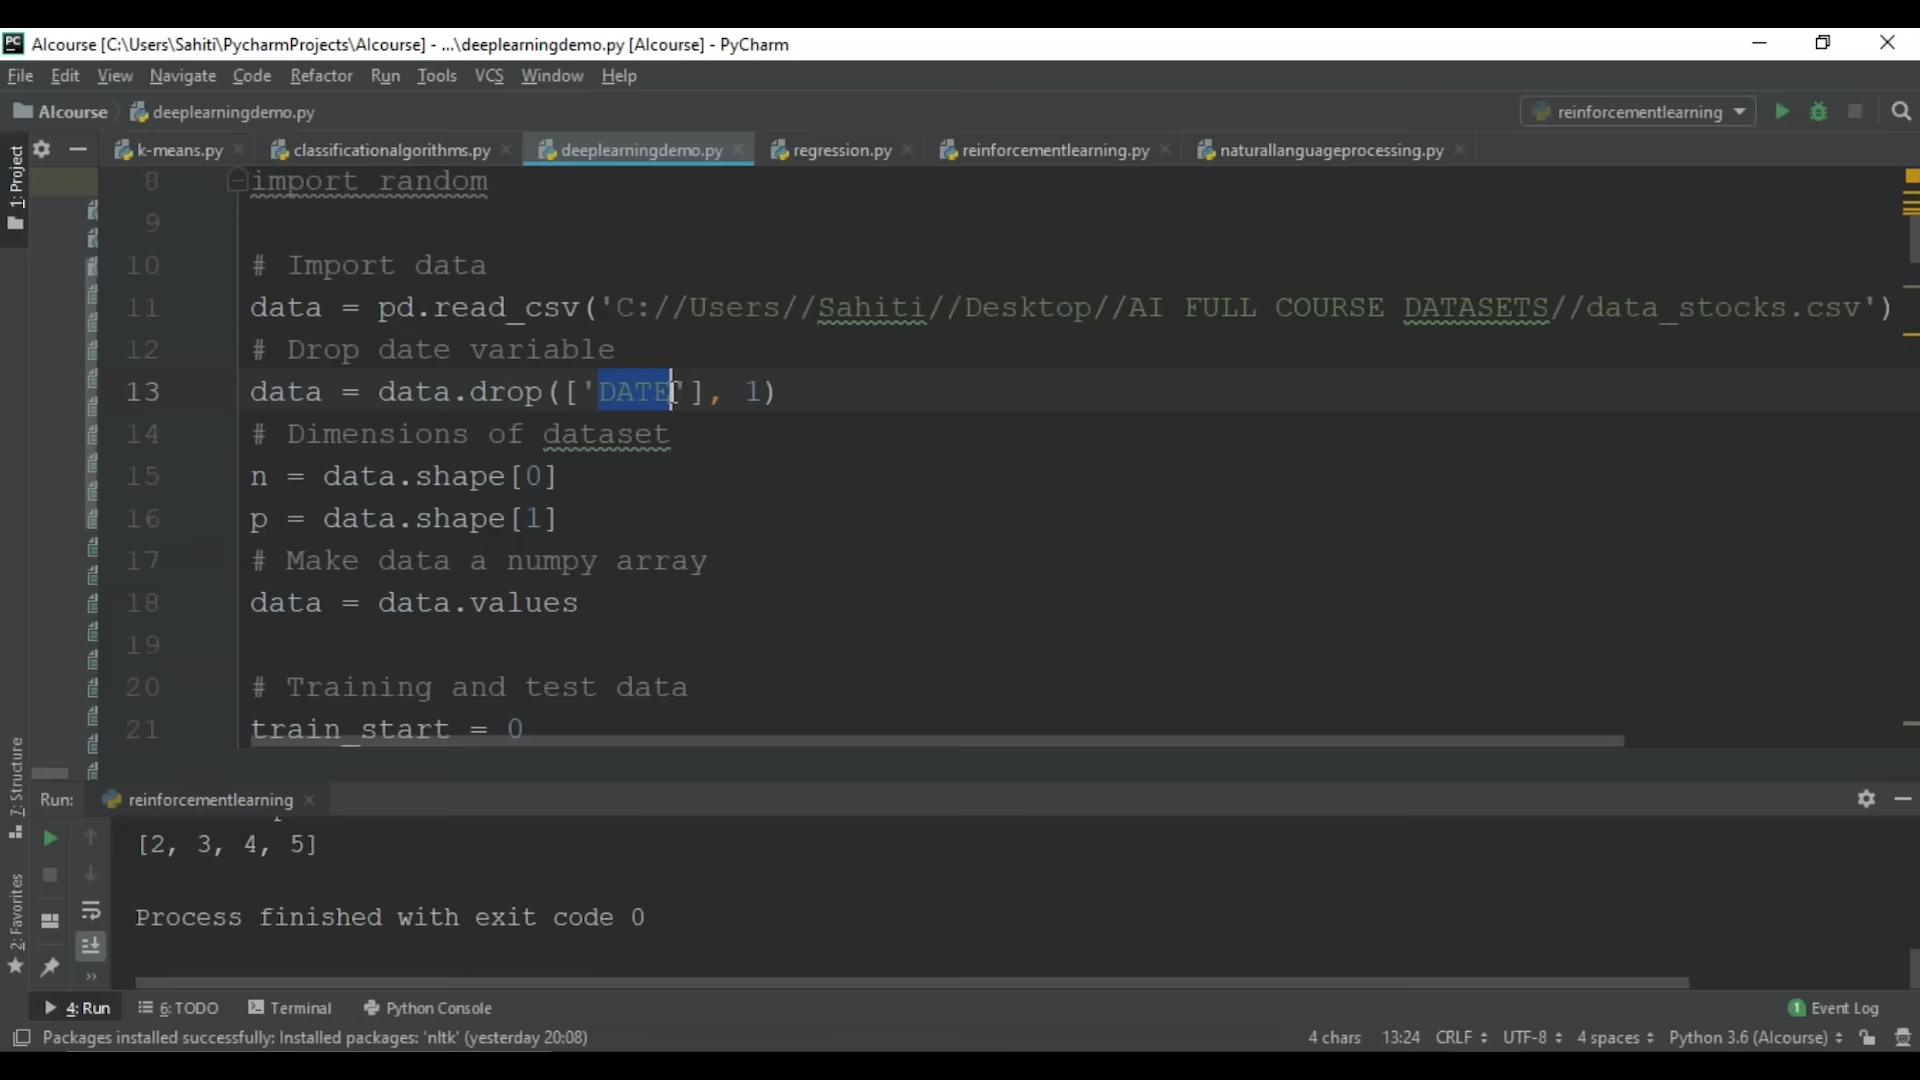 PC AIcourse [C:\Users\Sahiti\PycharmProjects\AIcourse] - ...\deeplearningdemo.py [AIcourse] - PyCharm
File Edit View Navigate Code Refactor Run Tools VCS Window Help
AIcourse deeplearningdemo.py reinforcementlearning
k-means.py classificationalgorithms.py deeplearningdemo.py regression.py reinforcementlearning.py naturallanguageprocessing.py
1: Project
8 import random
9
10 # Import data
11 data = pd.read_csv('C://Users//Sahiti//Desktop//AI FULL COURSE DATASETS//data_stocks.csv')
12 # Drop date variable
13 data = data.drop(['DATE'], 1)
14 # Dimensions of dataset
15 n = data.shape[0]
16 p = data.shape[1]
17 # Make data a numpy array
18 data = data.values
19
20 # Training and test data
21 train_start = 0
7: Structure
2: Favorites
Run: reinforcementlearning
[2, 3, 4, 5]
Process finished with exit code 0
»
4: Run 6: TODO Terminal Python Console 1 Event Log
Packages installed successfully: Installed packages: 'nltk' (yesterday 20:08) 4 chars 13:24 CRLF UTF-8 4 spaces Python 3.6 (AIcourse)